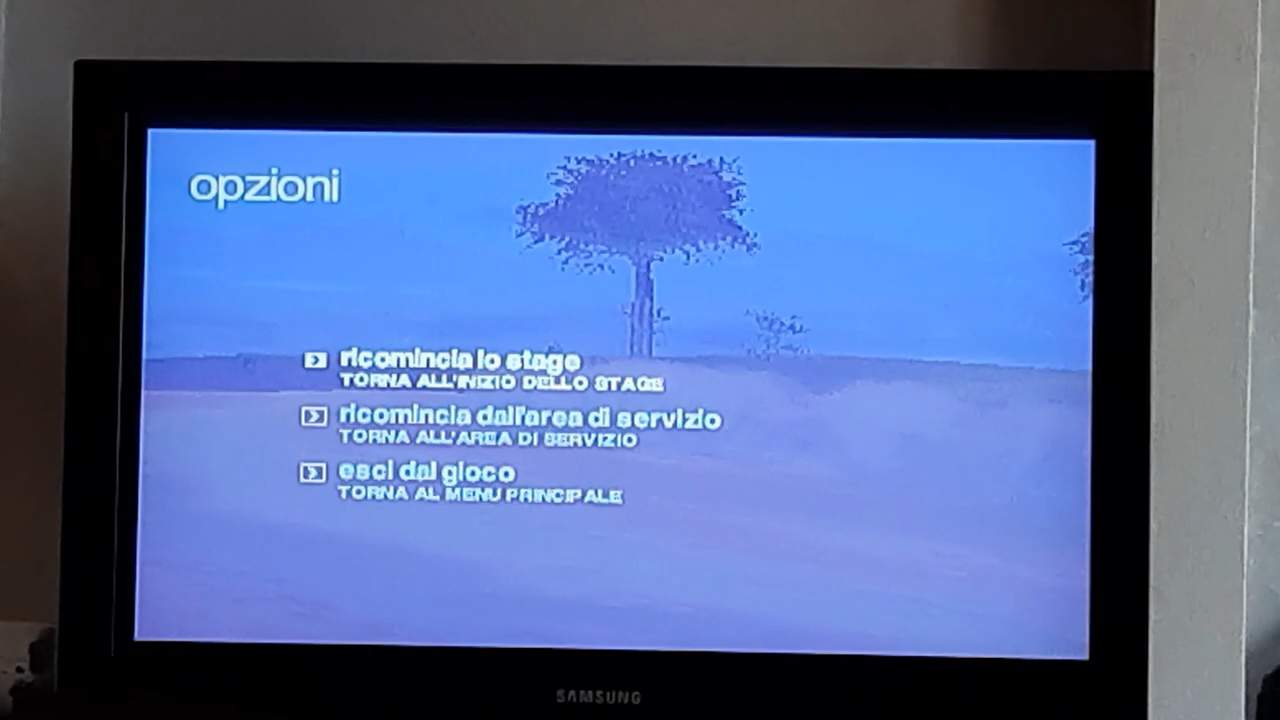 opzioni
ricomincia lo stage
TORNA ALL'INIZIO DELLO STAGE
ricomincia dall'area di servizio
TORNA ALL'AREA DI SERVIZIO
esci dal gioco
TORNA AL MENU PRINCIPALE
SAMSUNG